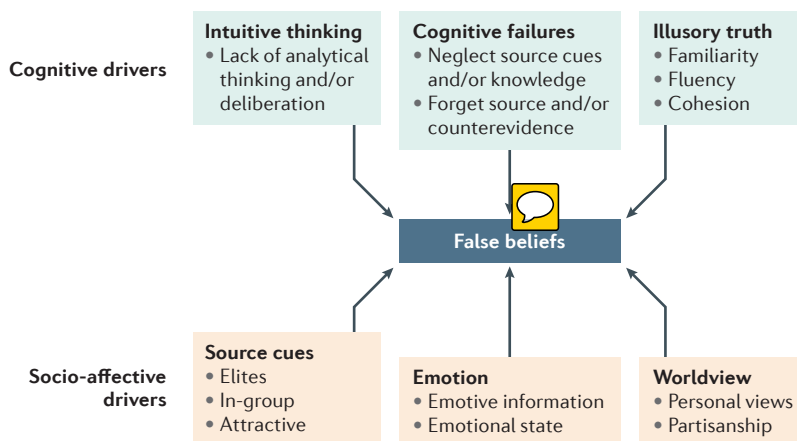 Cognitive drivers
Intuitive thinking
• Lack of analytical
thinking and/or
deliberation
Cognitive failures
• Neglect source cues
and/or knowledge
• Forget source and/or
counterevidence
Illusory truth
• Familiarity
• Fluency
• Cohesion
False beliefs
Socio-affective
drivers
Source cues
• Elites
• In-group
• Attractive
Emotion
• Emotive information
• Emotional state
Worldview
• Personal views
• Partisanship